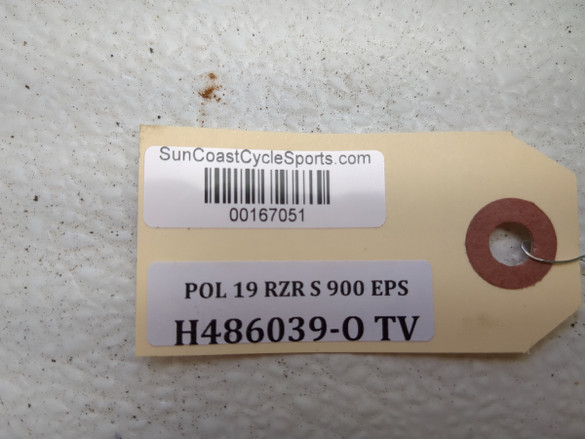 SunCoastCycleSports.com
00167051
POL 19 RZR S 900 EPS
H486039-O TV